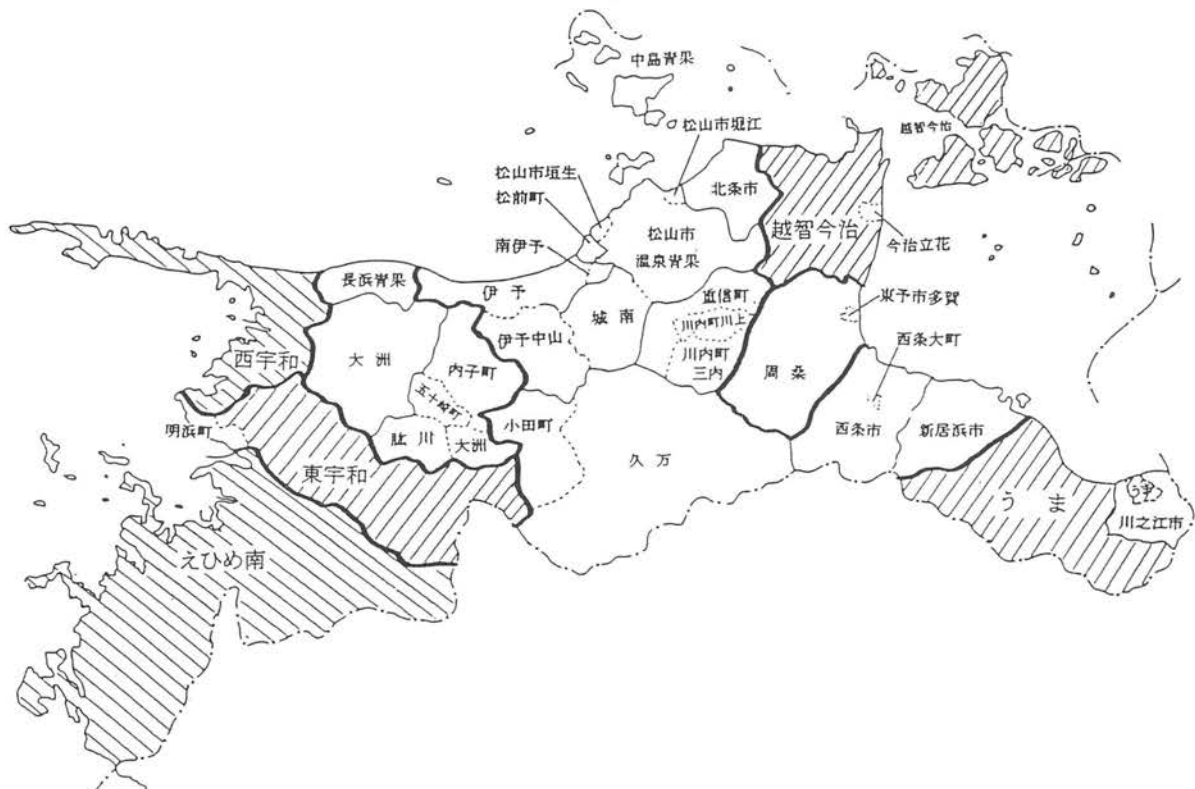 中島青果
松山市堀江
越智今治
松山市垣生
松前町
北条市
南伊予
松山市
温泉青果
越智今治
今治立花
長浜青果
伊予
城南
重信町
川内町川上
川内町
三内
東予市多賀
西条大町
伊予中山
西宇和
大洲
内子町
五十崎町
周桑
明浜町
肱川
大洲
小田町
久万
西条市
新居浜市
東宇和
うま
うま
川之江市
えひめ南